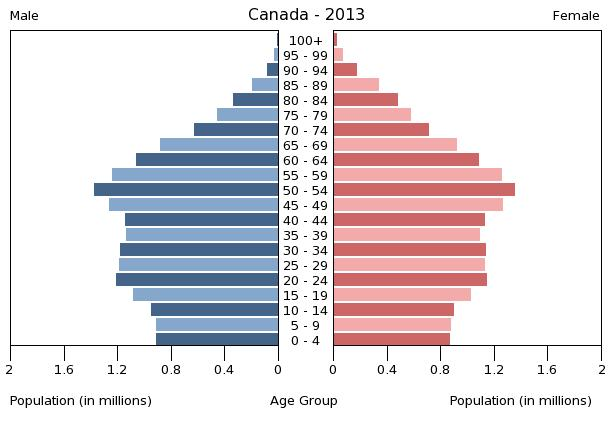 Male Canada - 2013 Female
100+
95 - 99
90 - 94
85 - 89
80 - 84
75 - 79
70 - 74
65 - 69
60 - 64
55 - 59
50 - 54
45 - 49
40 - 44
35 - 39
30 - 34
25 - 29
20 - 24
15 - 19
10 - 14
5 - 9
0 - 4
2 1.6 1.2 0.8 0.4 0 0 0.4 0.8 1.2 1.6 2
Population (in millions) Age Group Population (in millions)